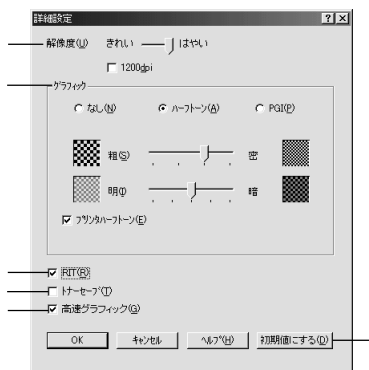 詳細設定
解像度(U) きれい はやい
1200dpi
グラフィック
なし(N) ハーフトーン(A) PGI(P)
粗(S) 密
明(I) 暗
プリンタハーフトーン(E)
RIT(R)
トナーセーブ(T)
高速グラフィック(G)
OK キャンセル ヘルプ(H) 初期値にする(D)